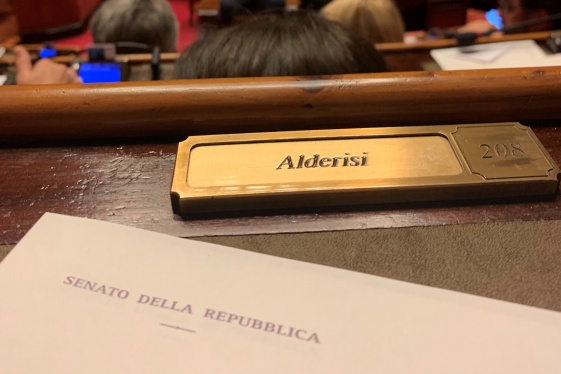 Alderisi
208
SENATO DELLA REPUBBLICA